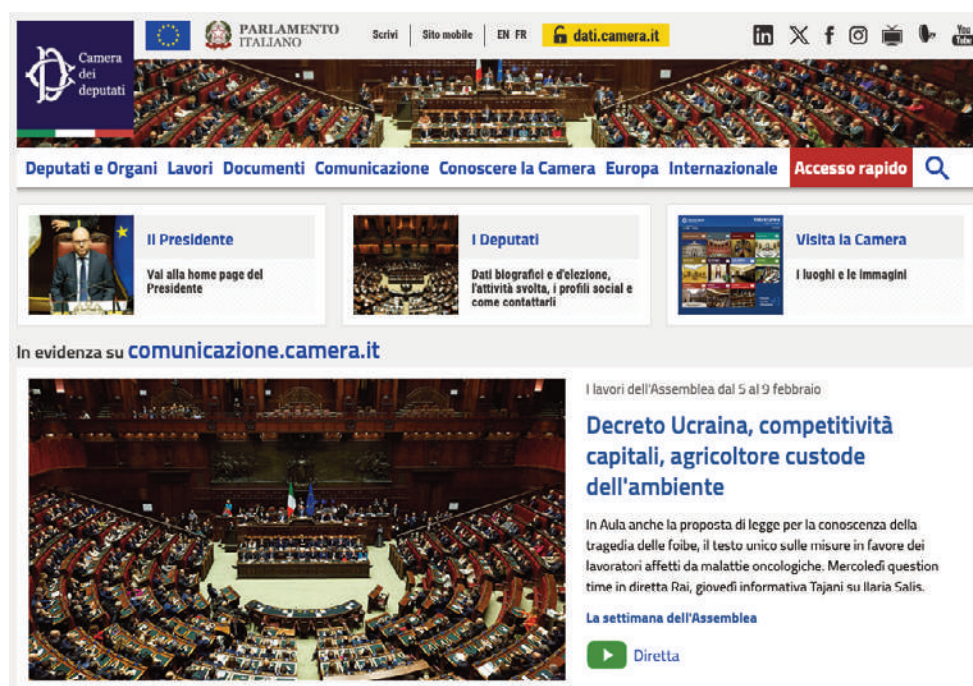 Camera
dei
deputati
PARLAMENTO
ITALIANO
Scrivi
Sito mobile
EN FR
dati.camera.it
You
Tube
Deputati e Organi Lavori Documenti Comunicazione Conoscere la Camera Europa Internazionale Accesso rapido
Il Presidente
Vai alla home page del
Presidente
I Deputati
Dati biografici e d'elezione,
l'attività svolta, i profili social e
come contattarli
Visita la Camera
I luoghi e le immagini
In evidenza su comunicazione.camera.it
I lavori dell'Assemblea dal 5 al 9 febbraio
Decreto Ucraina, competitività
capitali, agricoltore custode
dell'ambiente
In Aula anche la proposta di legge per la conoscenza della
tragedia delle foibe, il testo unico sulle misure in favore dei
lavoratori affetti da malattie oncologiche. Mercoledì question
time in diretta Rai, giovedì informativa Tajani su Ilaria Salis.
La settimana dell'Assemblea
Diretta